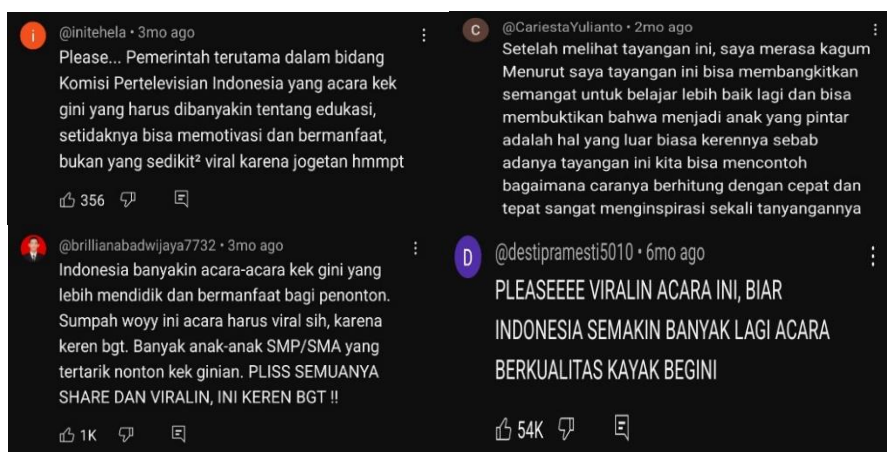 i
@initehela • 3mo ago
Please... Pemerintah terutama dalam bidang
Komisi Pertelevisian Indonesia yang acara kek
gini yang harus dibanyakin tentang edukasi,
setidaknya bisa memotivasi dan bermanfaat,
bukan yang sedikit² viral karena jogetan hmmpt
356
C
@CariestaYulianto • 2mo ago
Setelah melihat tayangan ini, saya merasa kagum
Menurut saya tayangan ini bisa membangkitkan
semangat untuk belajar lebih baik lagi dan bisa
membuktikan bahwa menjadi anak yang pintar
adalah hal yang luar biasa kerennya sebab
adanya tayangan ini kita bisa mencontoh
bagaimana caranya berhitung dengan cepat dan
tepat sangat menginspirasi sekali tanyangannya
@brillianabadwijaya7732 • 3mo ago
Indonesia banyakin acara-acara kek gini yang
lebih mendidik dan bermanfaat bagi penonton.
Sumpah woyy ini acara harus viral sih, karena
keren bgt. Banyak anak-anak SMP/SMA yang
tertarik nonton kek ginian. PLISS SEMUANYA
SHARE DAN VIRALIN, INI KEREN BGT !!
1K
D
@destipramesti5010 • 6mo ago
PLEASEEEE VIRALIN ACARA INI, BIAR
INDONESIA SEMAKIN BANYAK LAGI ACARA
BERKUALITAS KAYAK BEGINI
54K